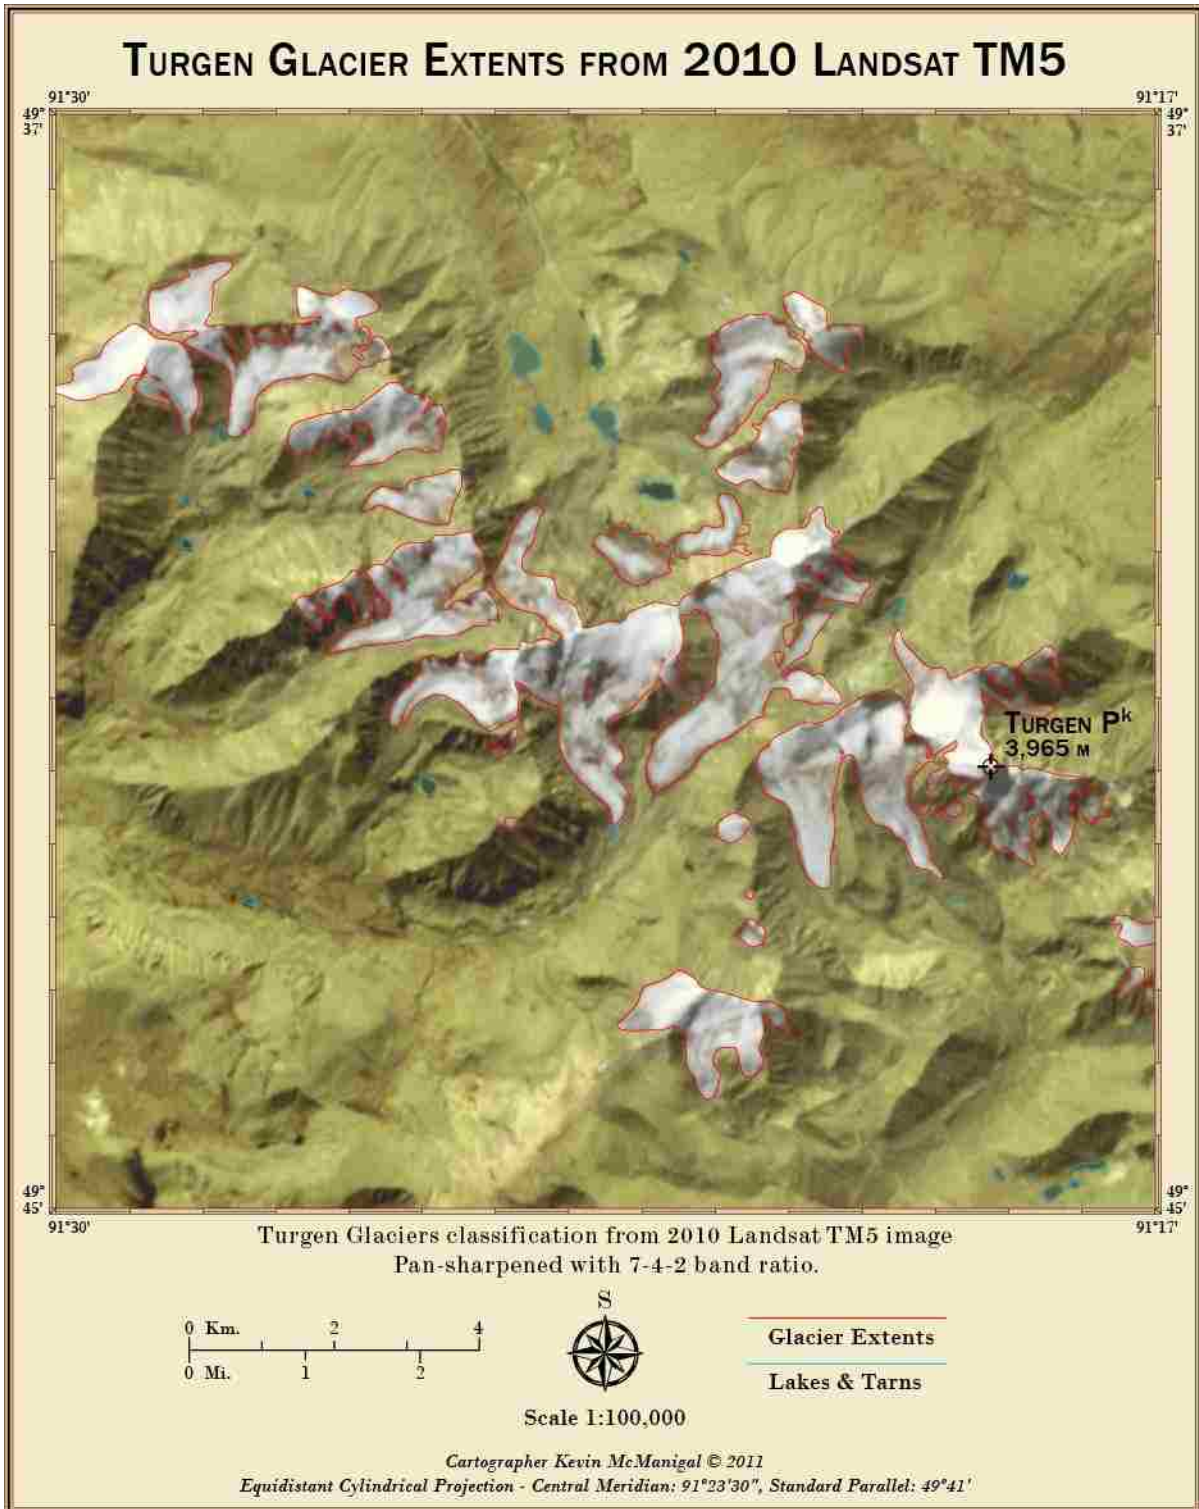 TURGEN GLACIER EXTENTS FROM 2010 LANDSAT TM5
91°30' 91°17'
49° 49°
37' 37'
TURGEN Pk
3,965 M
49° 49°
45' 45'
91°30' 91°17'
Turgen Glaciers classification from 2010 Landsat TM5 image
Pan-sharpened with 7-4-2 band ratio.
S
0 Km. 2 4
0 Mi. 1 2
Glacier Extents
Lakes & Tarns
Scale 1:100,000
Cartographer Kevin McManigal © 2011
Equidistant Cylindrical Projection - Central Meridian: 91°23'30", Standard Parallel: 49°41'